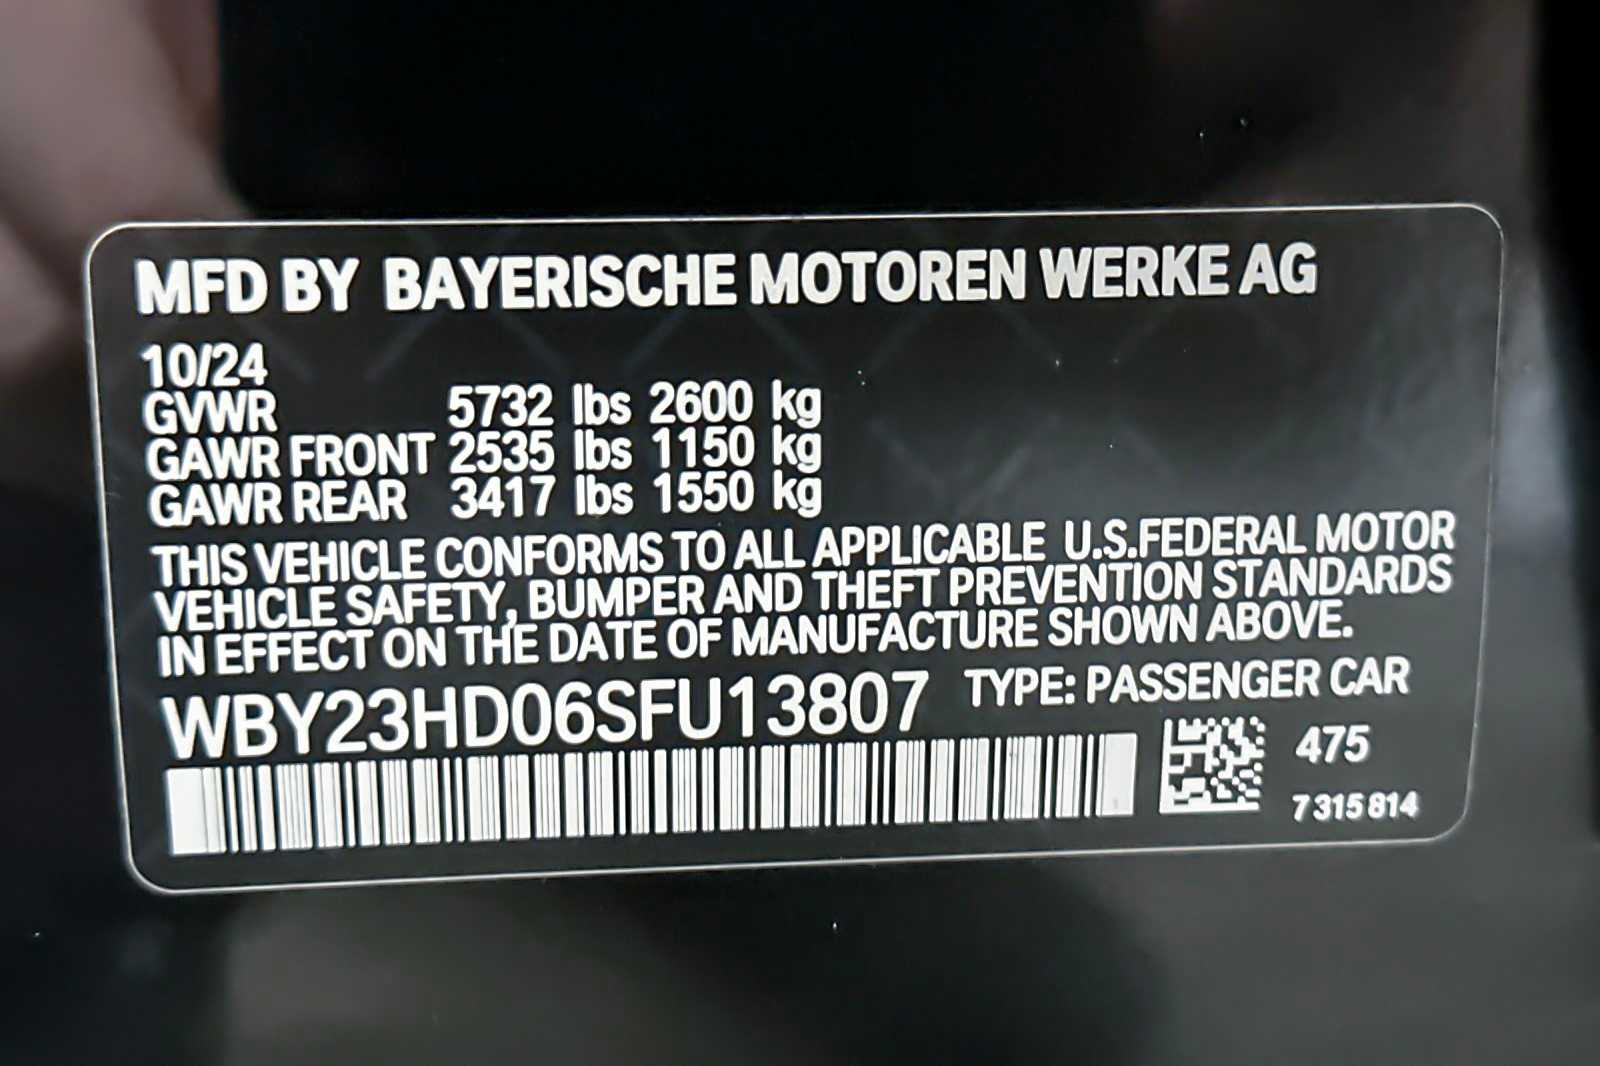 MFD BY BAYERISCHE MOTOREN WERKE AG
10/24
GVWR 5732 lbs 2600 kg
GAWR FRONT 2535 lbs 1150 kg
GAWR REAR 3417 lbs 1550 kg
THIS VEHICLE CONFORMS TO ALL APPLICABLE U.S.FEDERAL MOTOR
VEHICLE SAFETY, BUMPER AND THEFT PREVENTION STANDARDS
IN EFFECT ON THE DATE OF MANUFACTURE SHOWN ABOVE.
WBY23HD06SFU13807 TYPE: PASSENGER CAR
475
7 315 814